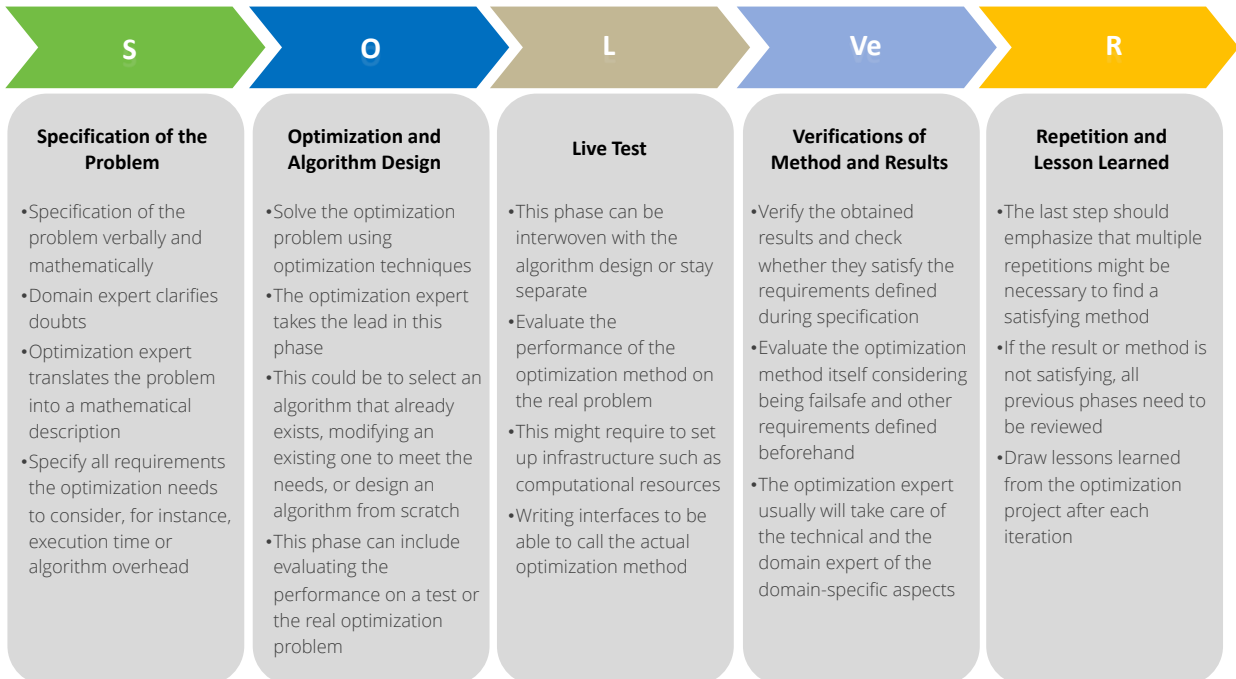 S
O
L
Ve
R
Specification of the
Problem
•Specification of the
problem verbally and
mathematically
•Domain expert clarifies
doubts
•Optimization expert
translates the problem
into a mathematical
description
•Specify all requirements
the optimization needs
to consider, for instance,
execution time or
algorithm overhead
Optimization and
Algorithm Design
•Solve the optimization
problem using
optimization techniques
•The optimization expert
takes the lead in this
phase
•This could be to select an
algorithm that already
exists, modifying an
existing one to meet the
needs, or design an
algorithm from scratch
•This phase can include
evaluating the
performance on a test or
the real optimization
problem
Live Test
•This phase can be
interwoven with the
algorithm design or stay
separate
•Evaluate the
performance of the
optimization method on
the real problem
•This might require to set
up infrastructure such as
computational resources
•Writing interfaces to be
able to call the actual
optimization method
Verifications of
Method and Results
•Verify the obtained
results and check
whether they satisfy the
requirements defined
during specification
•Evaluate the optimization
method itself considering
being failsafe and other
requirements defined
beforehand
•The optimization expert
usually will take care of
the technical and the
domain expert of the
domain-specific aspects
Repetition and
Lesson Learned
•The last step should
emphasize that multiple
repetitions might be
necessary to find a
satisfying method
•If the result or method is
not satisfying, all
previous phases need to
be reviewed
•Draw lessons learned
from the optimization
project after each
iteration